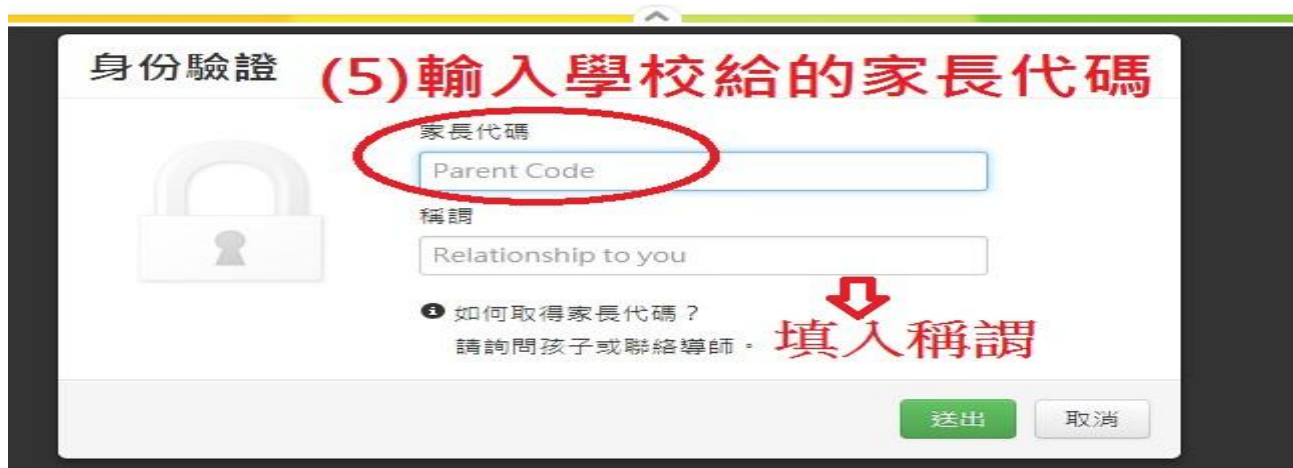 身份驗證
(5)輸入學校給的家長代碼
家長代碼
Parent Code
稱謂
Relationship to you
如何取得家長代碼？
請詢問孩子或聯絡導師。
填入稱謂
送出
取消